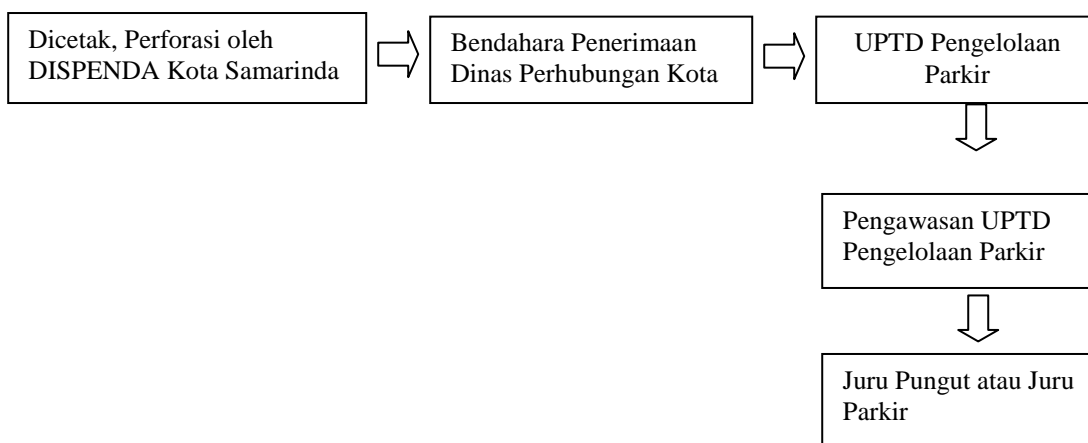 Dicetak, Perforasi oleh
DISPENDA Kota Samarinda
Bendahara Penerimaan
Dinas Perhubungan Kota
UPTD Pengelolaan
Parkir
Pengawasan UPTD
Pengelolaan Parkir
Juru Pungut atau Juru
Parkir